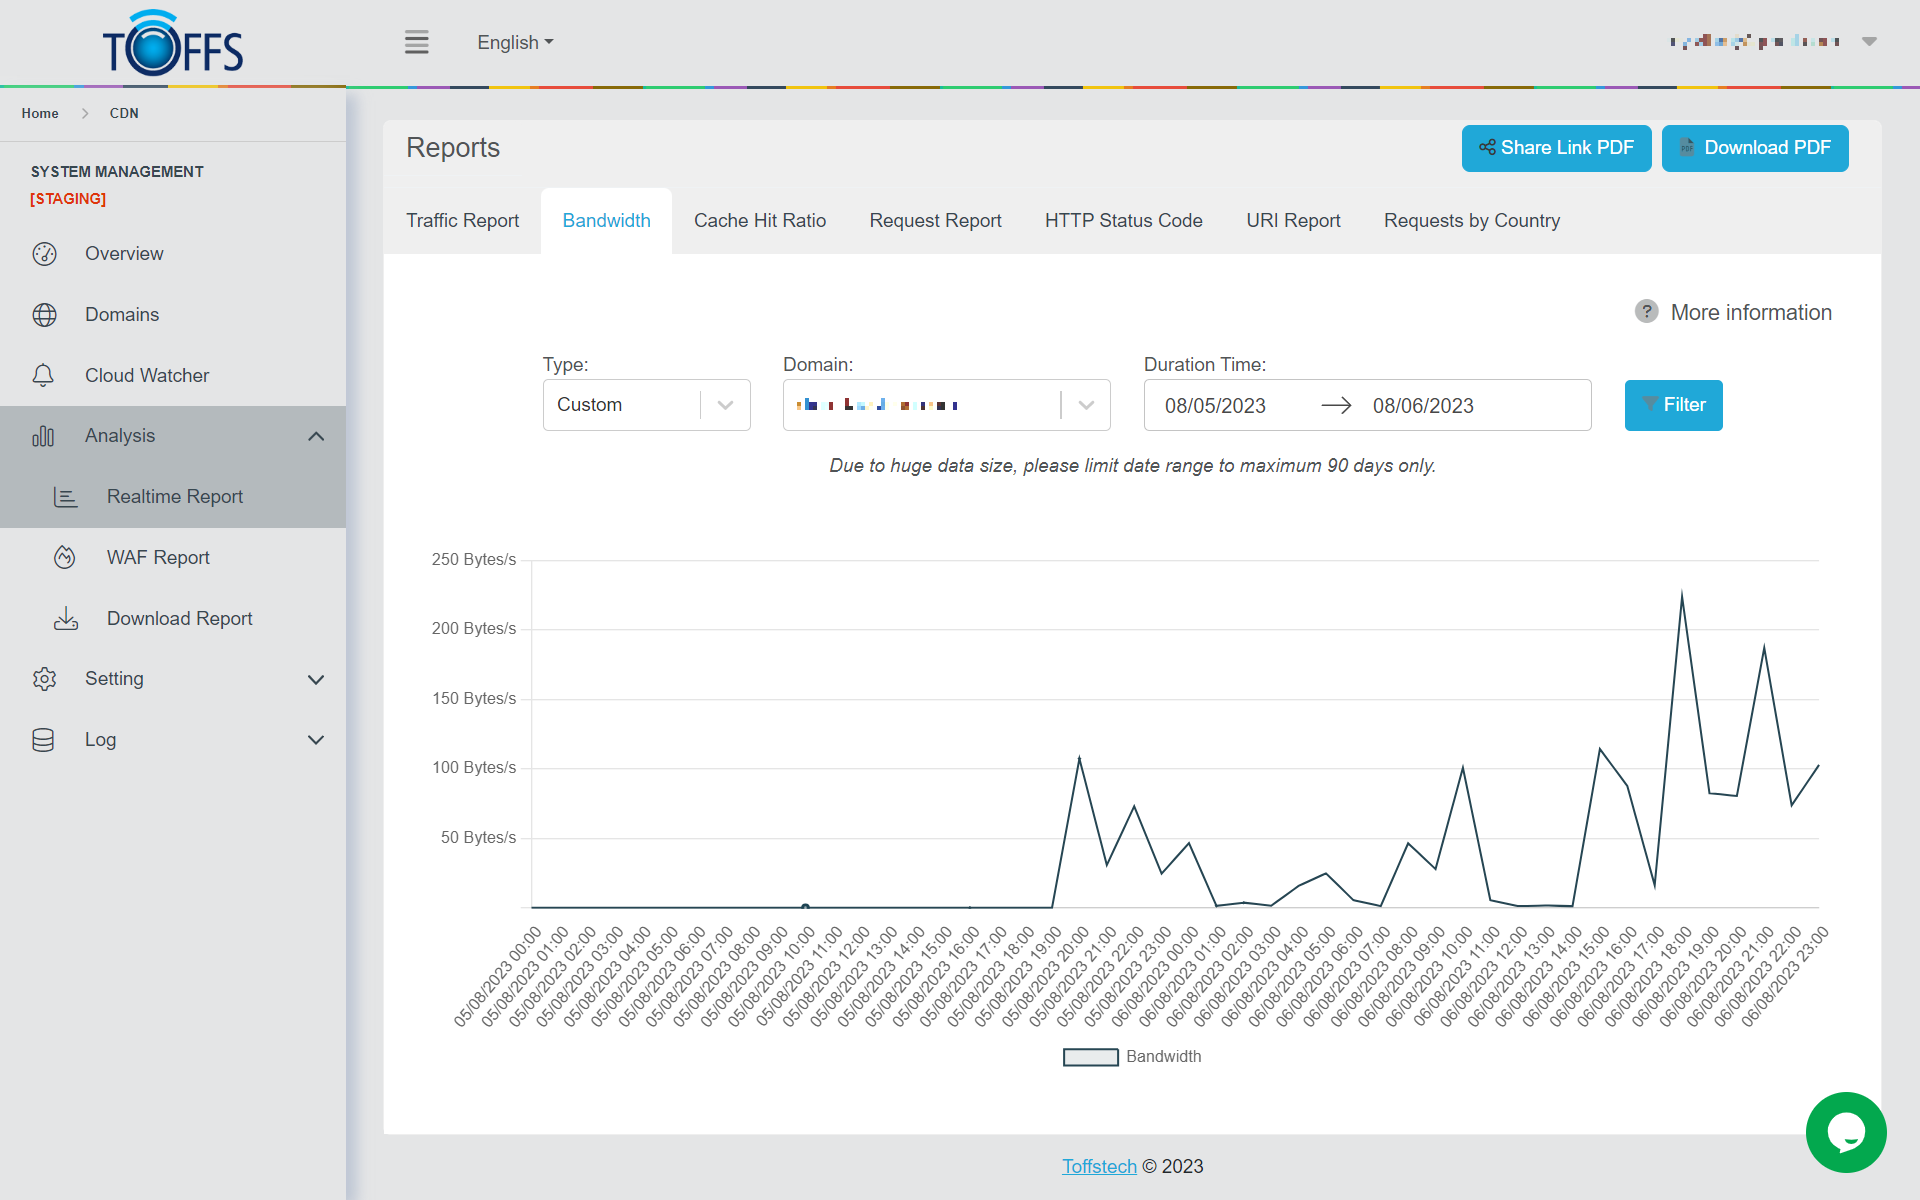 TOFFS
English
Home > CDN
SYSTEM MANAGEMENT
[STAGING]
Overview
Domains
Cloud Watcher
Analysis
Realtime Report
WAF Report
Download Report
Setting
Log
Reports
Share Link PDF
Download PDF
Traffic Report
Bandwidth
Cache Hit Ratio
Request Report
HTTP Status Code
URI Report
Requests by Country
? More information
Type:
Custom
Domain:
Duration Time:
08/05/2023 → 08/06/2023
Filter
Due to huge data size, please limit date range to maximum 90 days only.
250 Bytes/s
200 Bytes/s
150 Bytes/s
100 Bytes/s
50 Bytes/s
05/08/2023 00:00
05/08/2023 01:00
05/08/2023 02:00
05/08/2023 03:00
05/08/2023 04:00
05/08/2023 05:00
05/08/2023 06:00
05/08/2023 07:00
05/08/2023 08:00
05/08/2023 09:00
05/08/2023 10:00
05/08/2023 11:00
05/08/2023 12:00
05/08/2023 13:00
05/08/2023 14:00
05/08/2023 15:00
05/08/2023 16:00
05/08/2023 17:00
05/08/2023 18:00
05/08/2023 19:00
05/08/2023 20:00
05/08/2023 21:00
05/08/2023 22:00
05/08/2023 23:00
06/08/2023 00:00
06/08/2023 01:00
06/08/2023 02:00
06/08/2023 03:00
06/08/2023 04:00
06/08/2023 05:00
06/08/2023 06:00
06/08/2023 07:00
06/08/2023 08:00
06/08/2023 09:00
06/08/2023 10:00
06/08/2023 11:00
06/08/2023 12:00
06/08/2023 13:00
06/08/2023 14:00
06/08/2023 15:00
06/08/2023 16:00
06/08/2023 17:00
06/08/2023 18:00
06/08/2023 19:00
06/08/2023 20:00
06/08/2023 21:00
06/08/2023 22:00
06/08/2023 23:00
Bandwidth
Toffstech © 2023